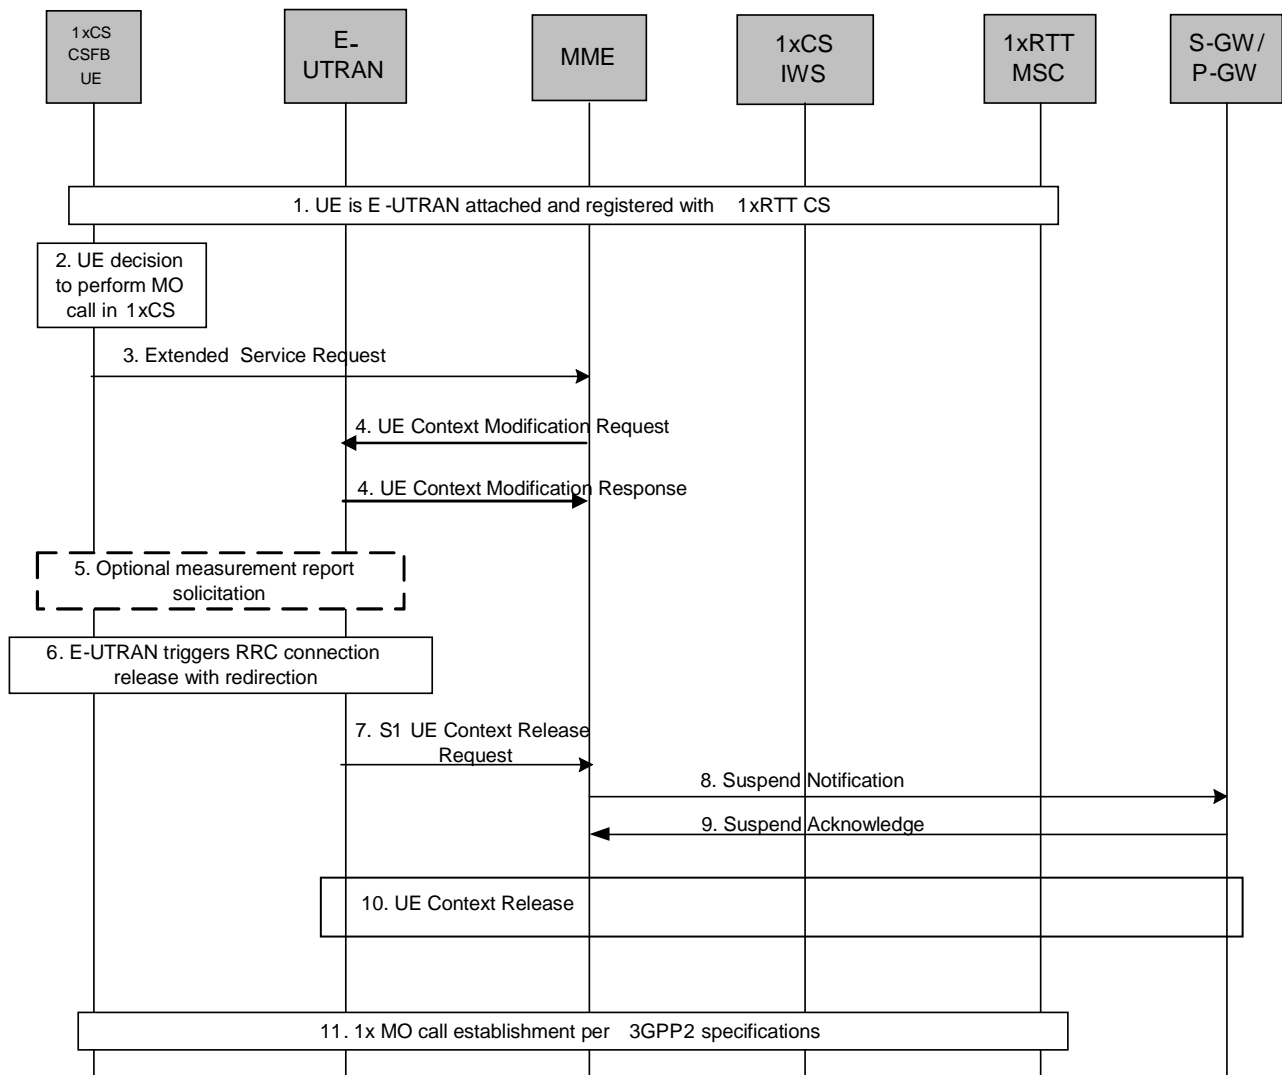 1xCS
CSFB
UE
E-
UTRAN
MME
1xCS
IWS
1xRTT
MSC
S-GW/
P-GW
1. UE is E-UTRAN attached and registered with 1xRTT CS
2. UE decision
to perform MO
call in 1xCS
3. Extended Service Request
4. UE Context Modification Request
4. UE Context Modification Response
5. Optional measurement report
solicitation
6. E-UTRAN triggers RRC connection
release with redirection
7. S1 UE Context Release
Request
8. Suspend Notification
9. Suspend Acknowledge
10. UE Context Release
11. 1x MO call establishment per 3GPP2 specifications